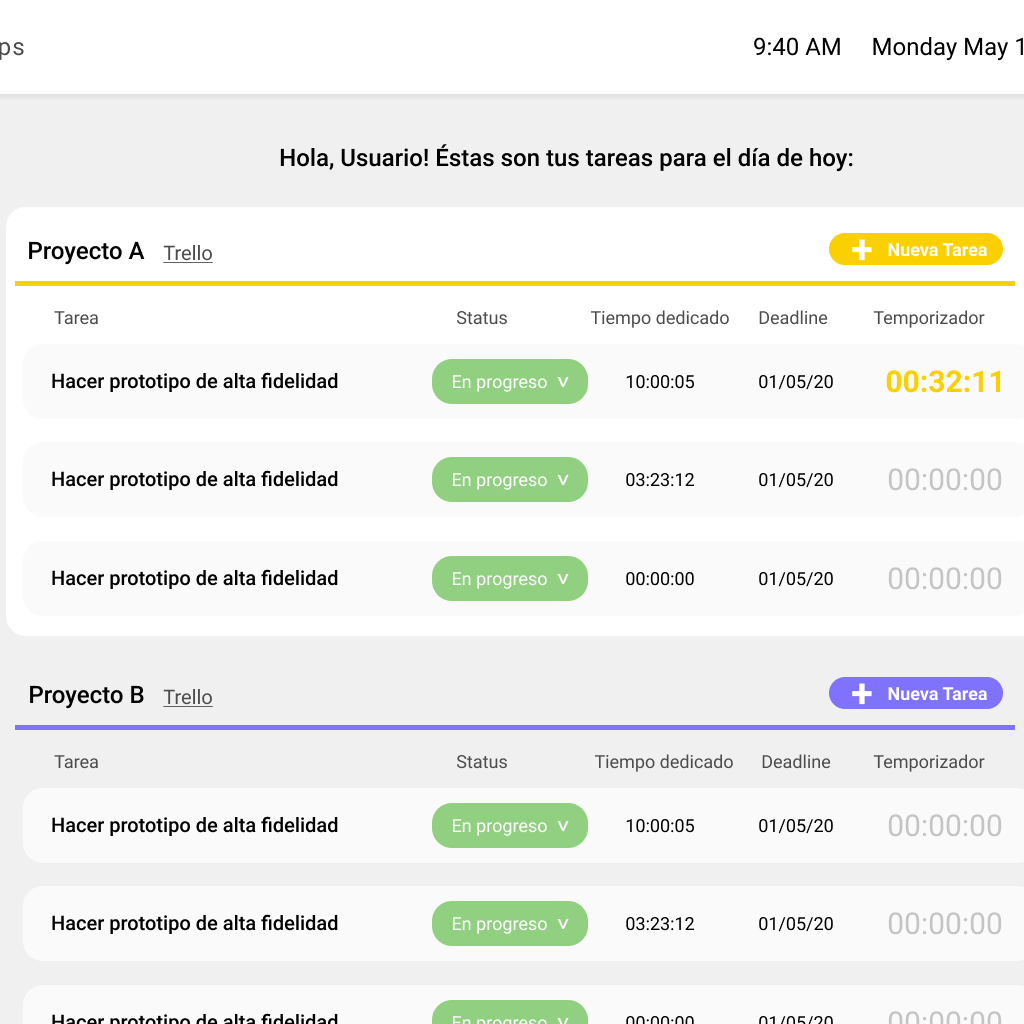 ps 9:40 AM Monday May 1
Hola, Usuario! Éstas son tus tareas para el día de hoy:
Proyecto A Trello Nueva Tarea
Tarea Status Tiempo dedicado Deadline Temporizador
Hacer prototipo de alta fidelidad En progreso 10:00:05 01/05/20 00:32:11
Hacer prototipo de alta fidelidad En progreso 03:23:12 01/05/20 00:00:00
Hacer prototipo de alta fidelidad En progreso 00:00:00 01/05/20 00:00:00
Proyecto B Trello Nueva Tarea
Tarea Status Tiempo dedicado Deadline Temporizador
Hacer prototipo de alta fidelidad En progreso 10:00:05 01/05/20 00:00:00
Hacer prototipo de alta fidelidad En progreso 03:23:12 01/05/20 00:00:00
Hacer prototipo de alta fidelidad En progreso 00:00:00 01/05/20 00:00:00